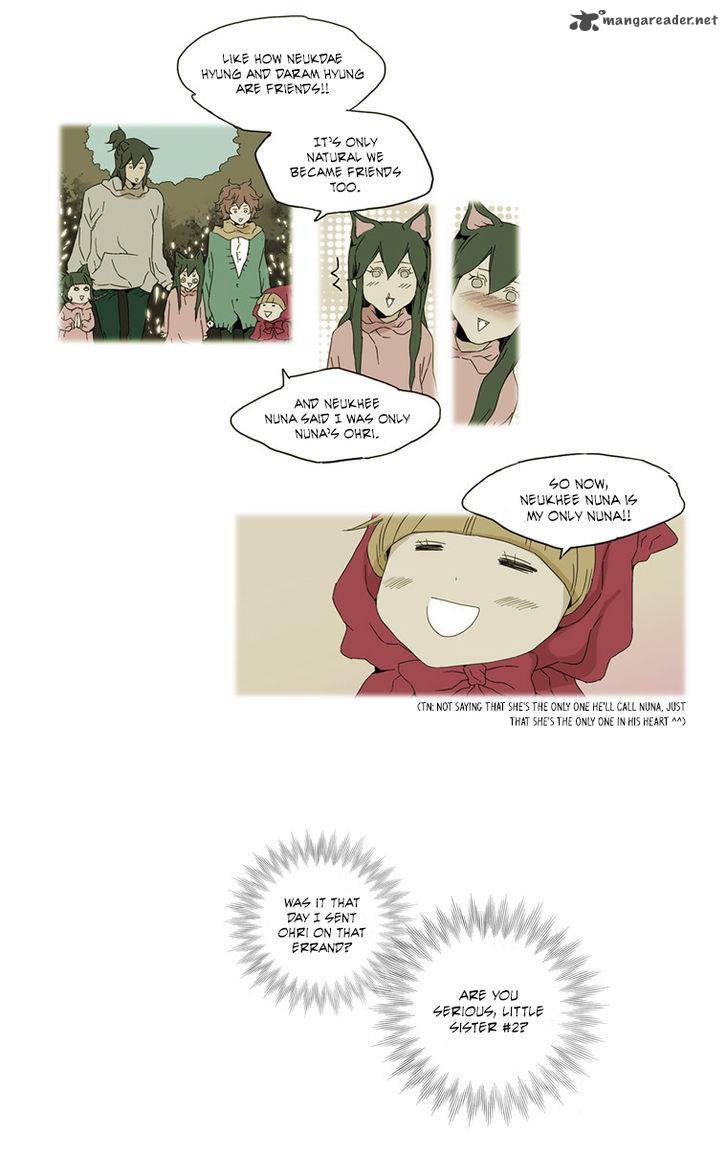 mangareader.net
LIKE HOW NEUKDAE
HYUNG AND DARAM HYUNG
ARE FRIENDS!!
IT'S ONLY
NATURAL WE
BECAME FRIENDS
TOO.
AND NEUKHEE
NUNA SAID I WAS ONLY
NUNA'S OHRI.
SO NOW,
NEUKHEE NUNA IS
MY ONLY NUNA!!
(TN: NOT SAYING THAT SHE'S THE ONLY ONE HE'LL CALL NUNA, JUST
THAT SHE'S THE ONLY ONE IN HIS HEART ^^)
WAS IT THAT
DAY I SENT
OHRI ON THAT
ERRAND?
ARE YOU
SERIOUS, LITTLE
SISTER #2?